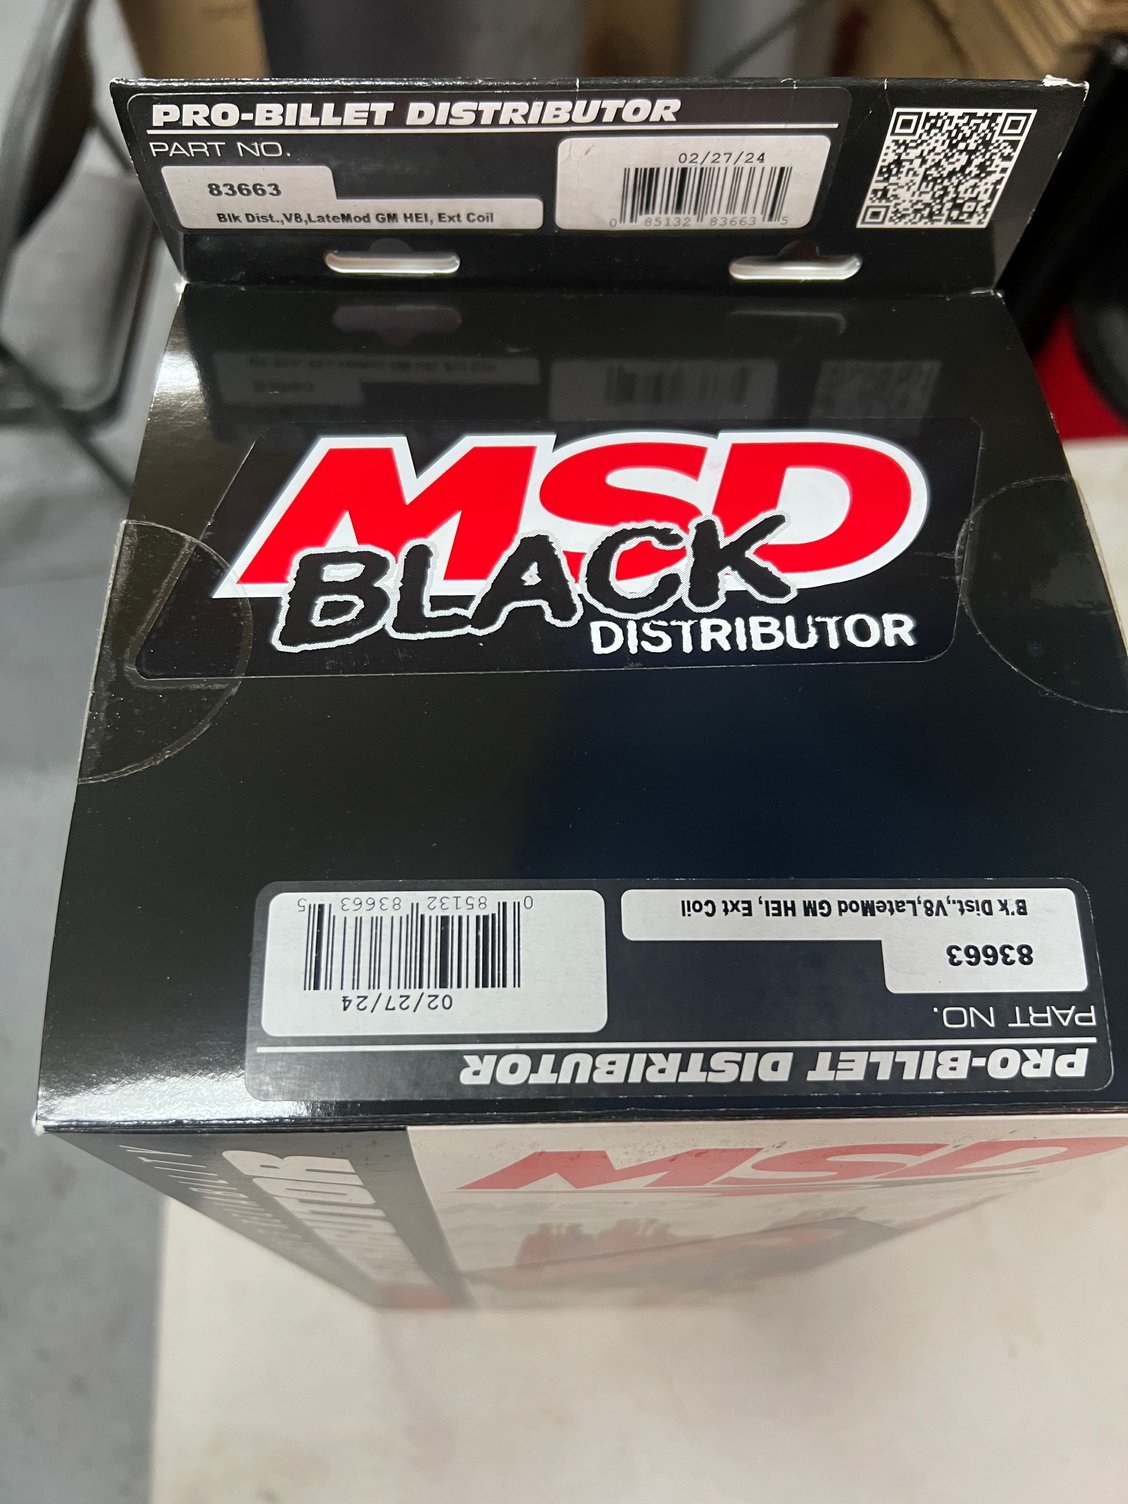 PRO-BILLET DISTRIBUTOR
PART NO.
83663
Blk Dist.,V8,LateMod GM HEI, Ext Coil
02/27/24
0 85132 83663 5
MSD
BLACK
DISTRIBUTOR
PRO-BILLET DISTRIBUTOR
PART NO.
83663
B'k Dist.,V8,LateMod GM HEI, Ext Coil
02/27/24
0 85132 83663 5
MSD